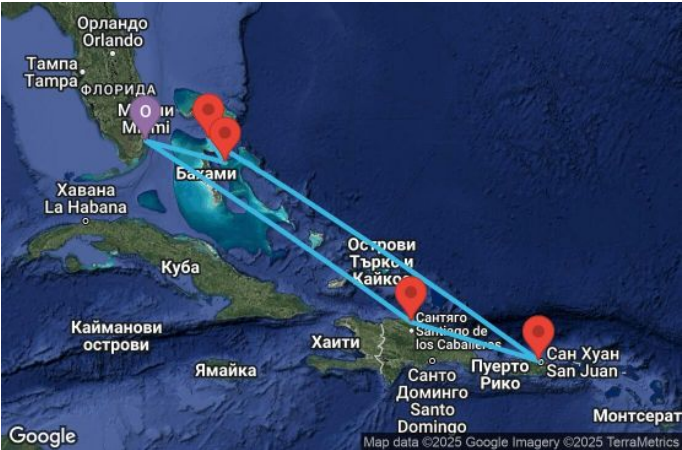 Орландо
Orlando
Тампа
Tampa
ФЛОРИДА
O
Хавана
La Habana
Бахами
Куба
Острови
Търкс и
Кайкос
Кайманови
острови
Хаити
Ямайка
Сантяго
Santiago de
los Caballeros
Санто
Доминго
Santo
Domingo
Пуерто
Рико
Сан Хуан
San Juan
Монтсерат
Google
Map data ©2025 Google Imagery ©2025 TerraMetrics